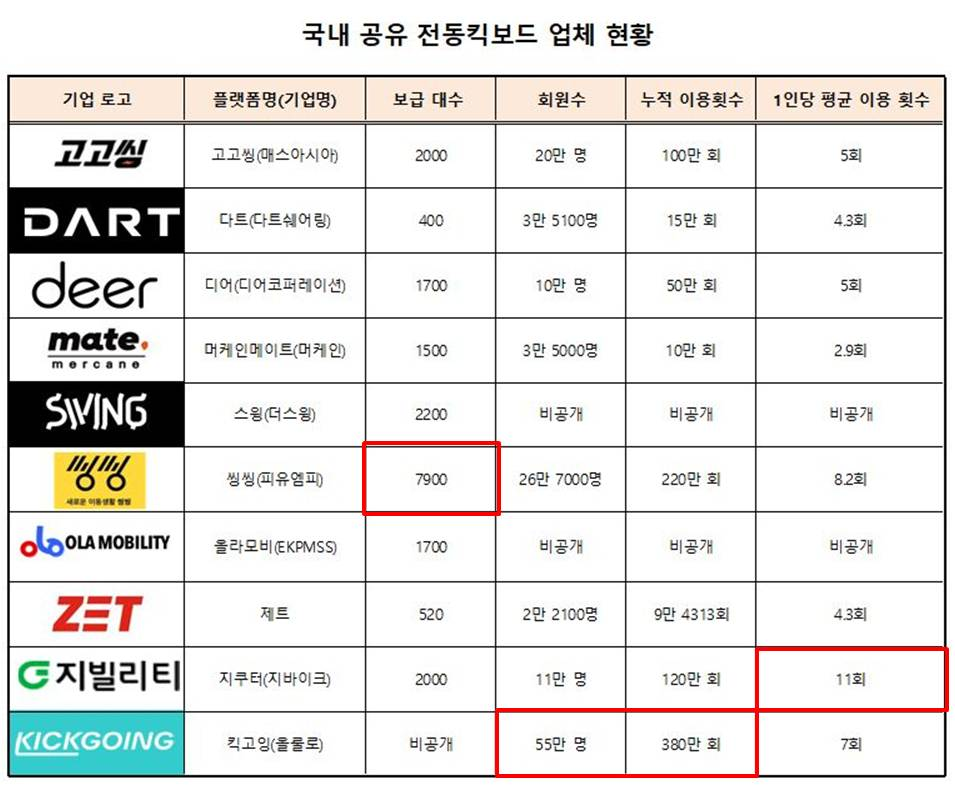 국내 공유 전동킥보드 업체 현황
기업 로고 플랫폼명(기업명) 보급 대수 회원수 누적 이용횟수 1인당 평균 이용 횟수
고고씽 고고씽(매스아시아) 2000 20만 명 100만 회 5회
DART 다트(다트쉐어링) 400 3만 5100명 15만 회 4.3회
deer 디어(디어코퍼레이션) 1700 10만 명 50만 회 5회
mate. mercane 머케인메이트(머케인) 1500 3만 5000명 10만 회 2.9회
SWING 스윙(더스윙) 2200 비공개 비공개 비공개
씽씽 새로운 이동생활 씽씽 씽씽(피유엠피) 7900 26만 7000명 220만 회 8.2회
OLA MOBILITY 올라모비(EKPMSS) 1700 비공개 비공개 비공개
ZET 제트 520 2만 2100명 9만 4313회 4.3회
G 지빌리티 지쿠터(지바이크) 2000 11만 명 120만 회 11회
KICKGOING 킥고잉(올룰로) 비공개 55만 명 380만 회 7회